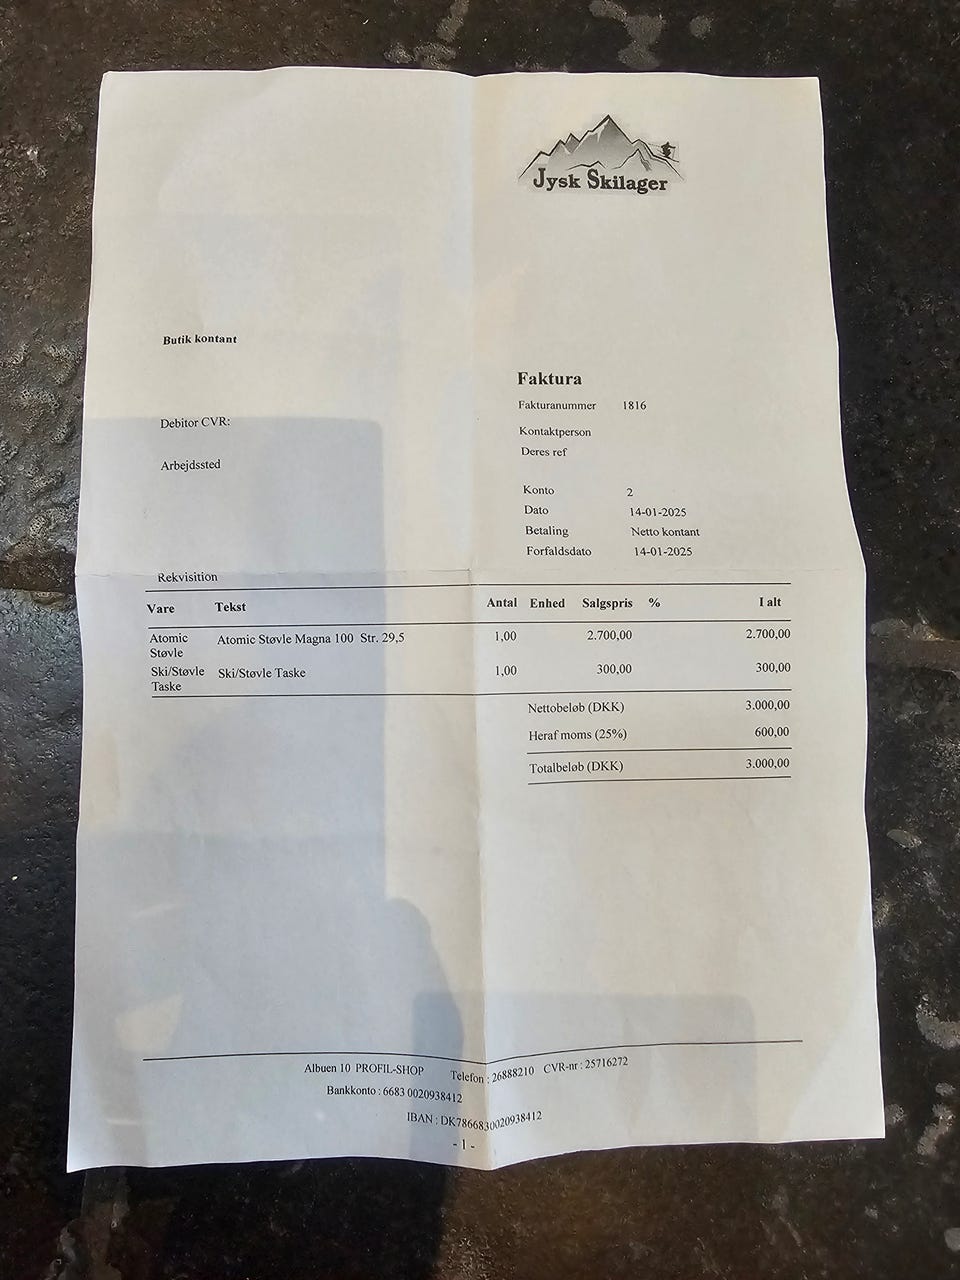 Jysk Skilager
Butik kontant
Debitor CVR:
Arbejdssted
Faktura
Fakturanummer 1816
Kontaktperson
Deres ref
Konto 2
Dato 14-01-2025
Betaling Netto kontant
Forfaldsdato 14-01-2025
Rekvisition
Vare Tekst Antal Enhed Salgspris % I alt
Atomic Støvle Magna 100 Str. 29,5 1,00 2.700,00 2.700,00
Atomic
Støvle
Ski/Støvle Ski/Støvle Taske 1,00 300,00 300,00
Taske
Nettobeløb (DKK) 3.000,00
Heraf moms (25%) 600,00
Totalbeløb (DKK) 3.000,00
Albuen 10 PROFIL-SHOP Telefon : 26888210 CVR-nr : 25716272
Bankkonto : 6683 0020938412
IBAN : DK7866830020938412
- 1 -